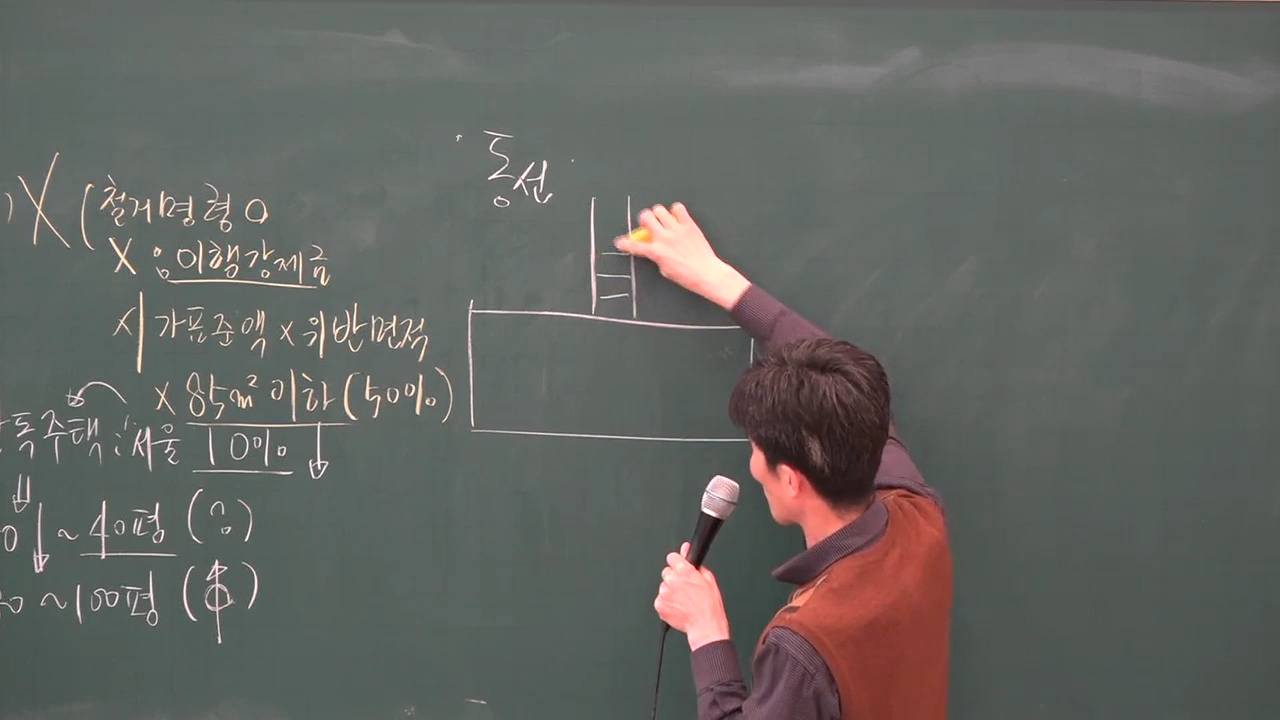 ) X (철거명령 O
X 이행강제금
시가표준액 x 위반면적
x 85m² 이하 (50%)
독주택 : 서울 10% ↓
0 ↓ ~ 40평 ( )
~ 100평 ( )
동선